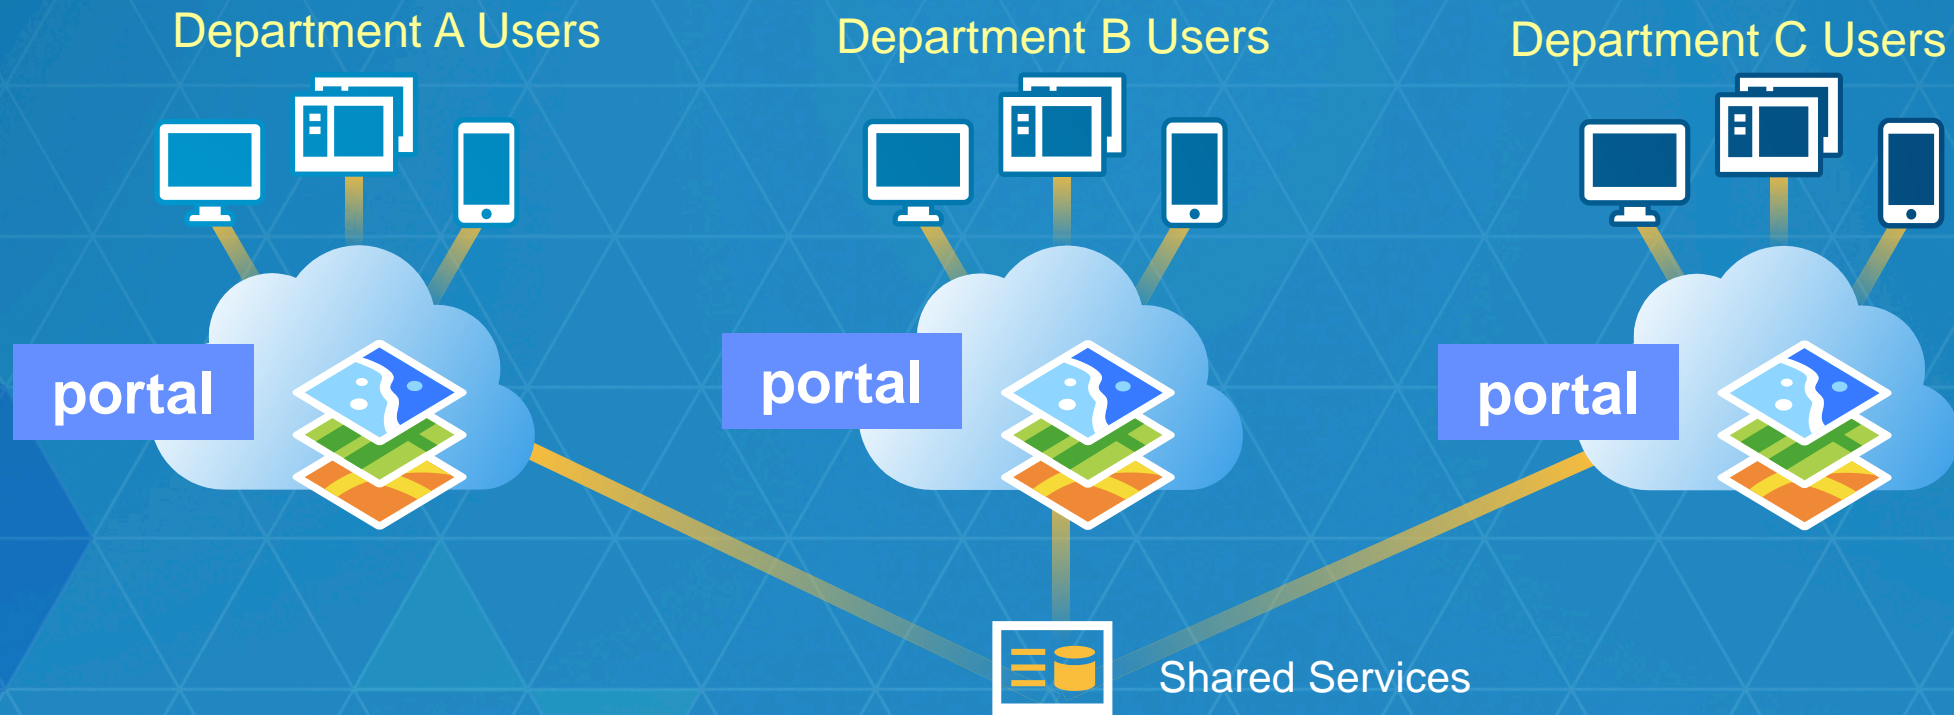 Department A Users
Department B Users
Department C Users
portal
portal
portal
Shared Services